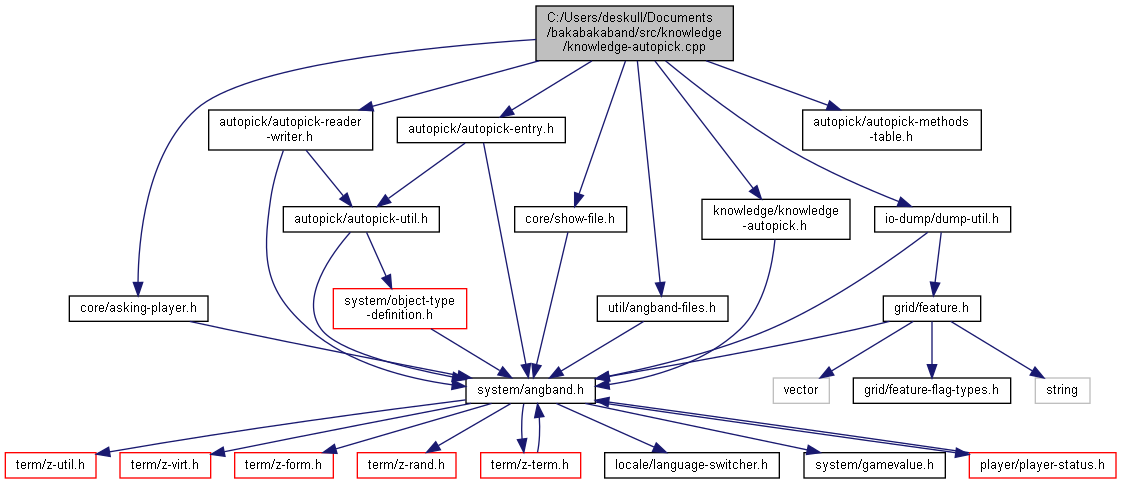 C:/Users/deskull/Documents
/bakabakaband/src/knowledge
/knowledge-autopick.cpp
autopick/autopick-reader
-writer.h
autopick/autopick-entry.h
autopick/autopick-methods
-table.h
autopick/autopick-util.h
core/show-file.h
knowledge/knowledge
-autopick.h
io-dump/dump-util.h
core/asking-player.h
system/object-type
-definition.h
util/angband-files.h
grid/feature.h
system/angband.h
vector
grid/feature-flag-types.h
string
term/z-util.h
term/z-virt.h
term/z-form.h
term/z-rand.h
term/z-term.h
locale/language-switcher.h
system/gamevalue.h
player/player-status.h